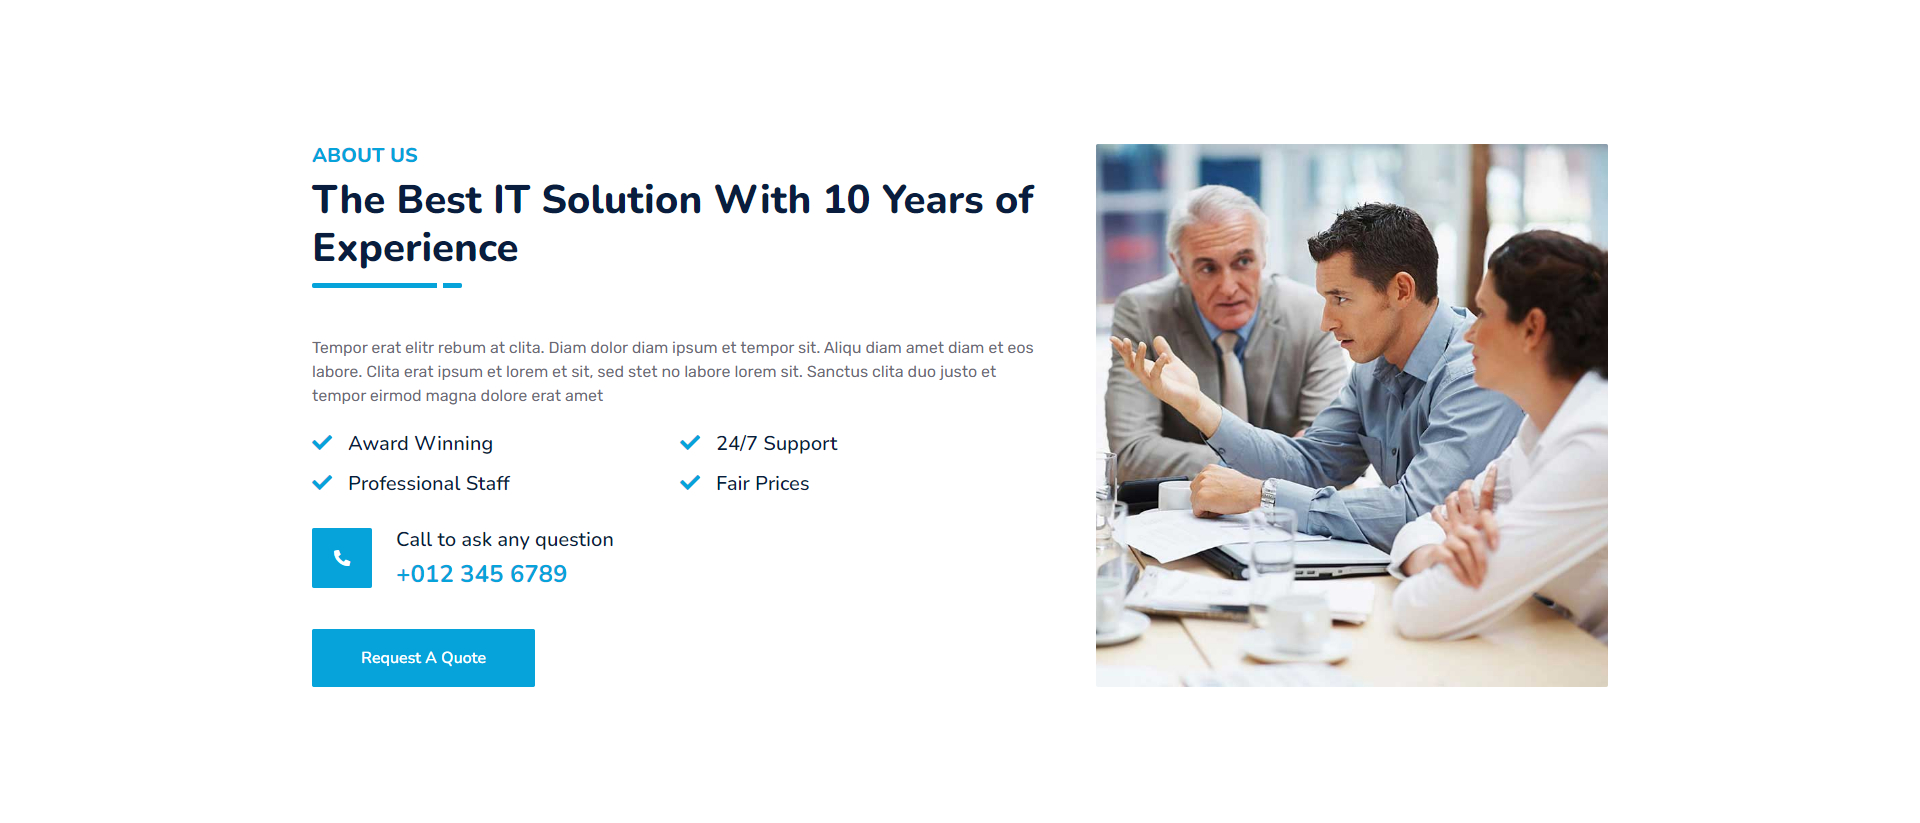 ABOUT US
The Best IT Solution With 10 Years of
Experience
Tempor erat elitr rebum at clita. Diam dolor diam ipsum et tempor sit. Aliqu diam amet diam et eos
labore. Clita erat ipsum et lorem et sit, sed stet no labore lorem sit. Sanctus clita duo justo et
tempor eirmod magna dolore erat amet
Award Winning
24/7 Support
Professional Staff
Fair Prices
Call to ask any question
+012 345 6789
Request A Quote